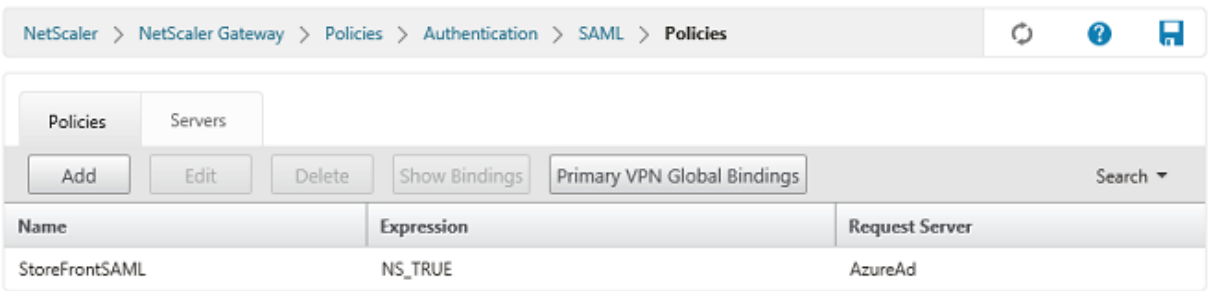 NetScaler > NetScaler Gateway > Policies > Authentication > SAML > Policies
Policies Servers
Add Edit Delete Show Bindings Primary VPN Global Bindings Search
Name Expression Request Server
StoreFrontSAML NS_TRUE AzureAd